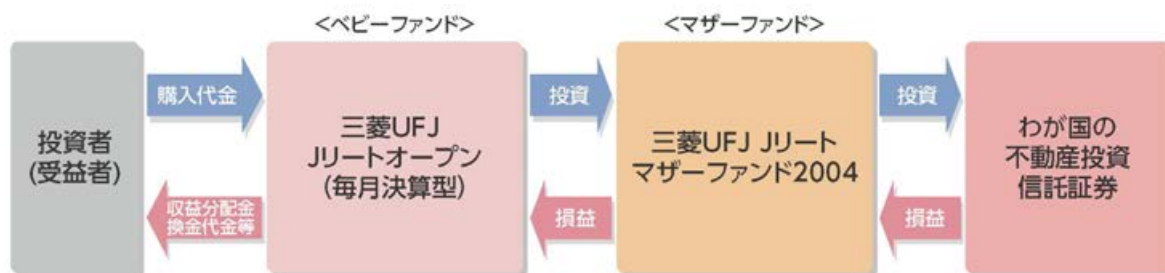 <ベビーファンド>
<マザーファンド>
投資者
(受益者)
購入代金
収益分配金
換金代金等
三菱UFJ
Jリートオープン
(毎月決算型)
投資
損益
三菱UFJ Jリート
マザーファンド2004
投資
損益
わが国の
不動産投資
信託証券